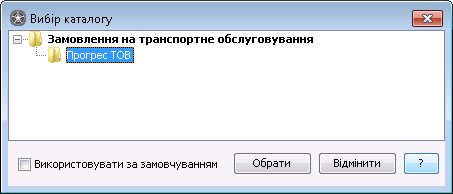 Вибір каталогу
Замовлення на транспортне обслуговування
Прогрес ТОВ
Використовувати за замовчуванням
Обрати
Відмінити
?